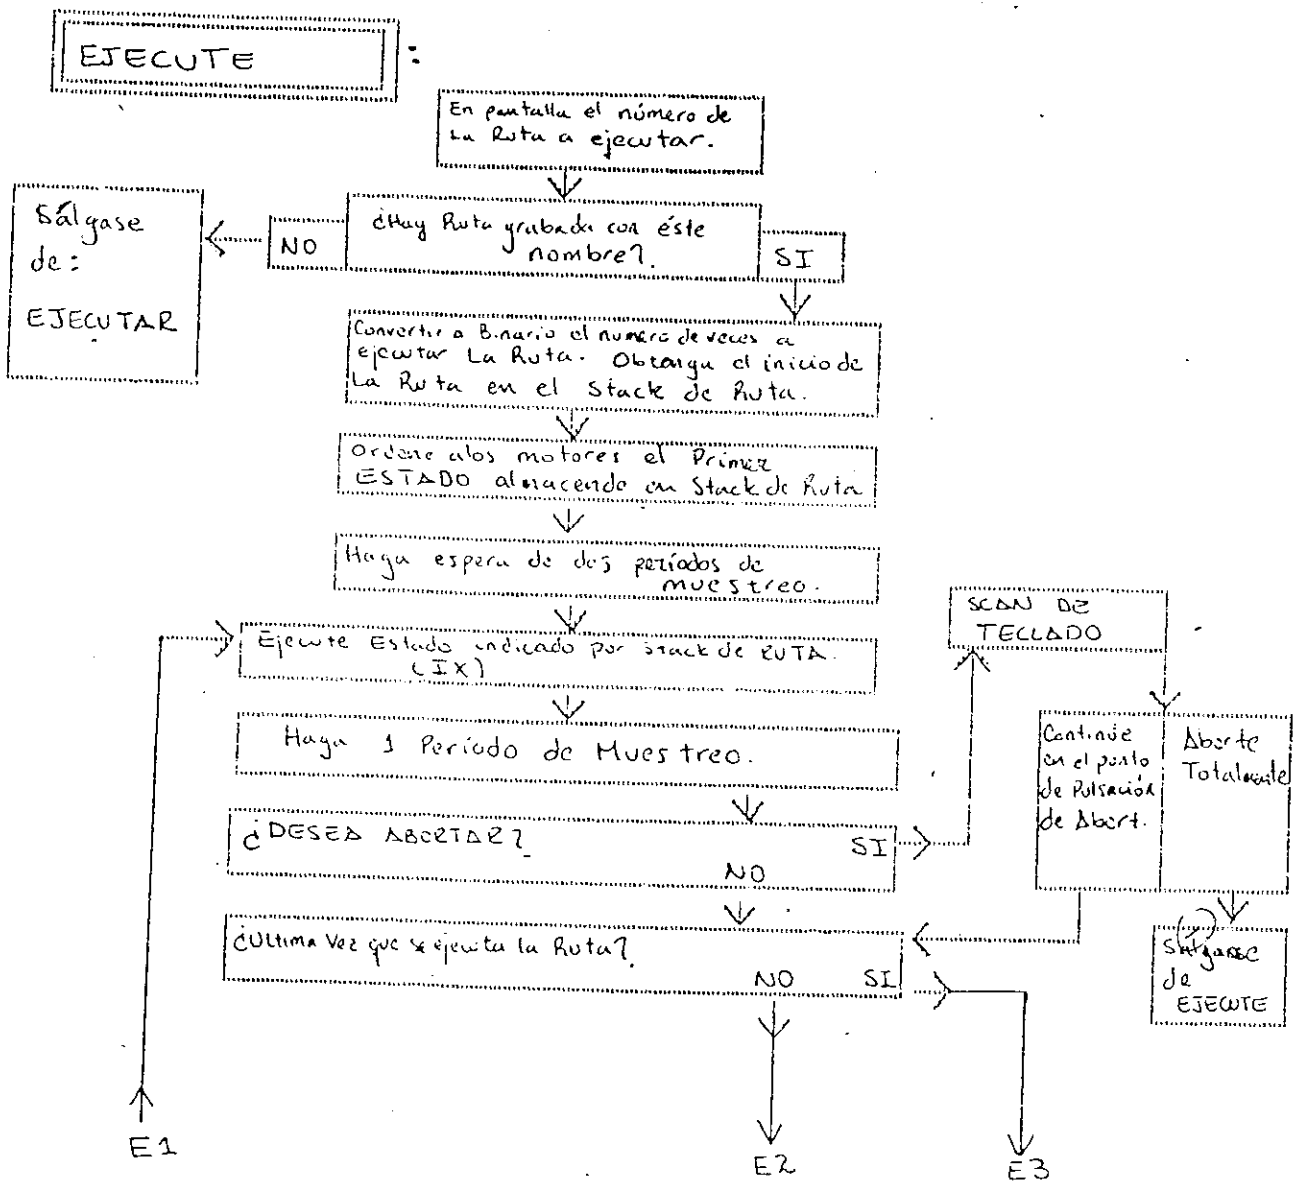 EJECUTE :
En pantalla el número de
La Ruta a ejecutar.
Sálgase
de:
EJECUTAR
NO
¿Hay Ruta grabada con éste
nombre?.
SI
Convertir a Binario el numero de veces a
ejecutar La Ruta. Obtenga el inicio de
La Ruta en el Stack de Ruta.
Ordene alos motores el Primer
ESTADO almacendo en Stack de Ruta
Haga espera de dos períodos de
muestreo.
SCAN DE
TECLADO
Ejecute Estado indicado por stack de RUTA.
(IX)
Haga 1 Período de Muestreo.
Continúe
en el punto
de Pulsación
de Abort.
Aborte
Totalmente
¿DESEA ABORTAR?
SI
NO
¿Ultima Vez que se ejecuta la Ruta?
NO SI
Sálgase
de
EJECUTE
E1
E2
E3